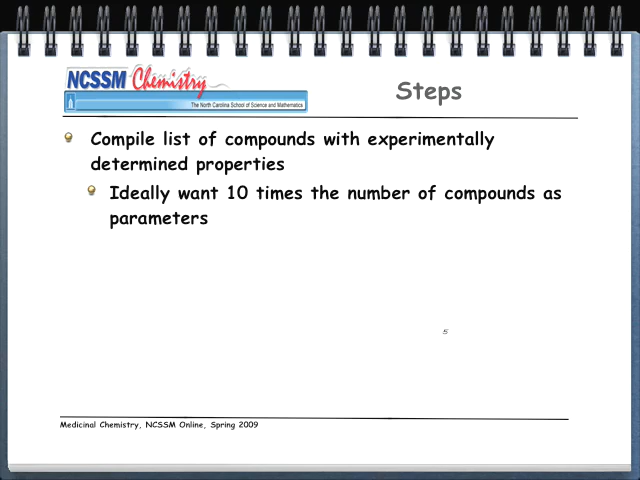 NCSSM Chemistry
The North Carolina School of Science and Mathematics
Steps
Compile list of compounds with experimentally
determined properties
Ideally want 10 times the number of compounds as
parameters
5
Medicinal Chemistry, NCSSM Online, Spring 2009